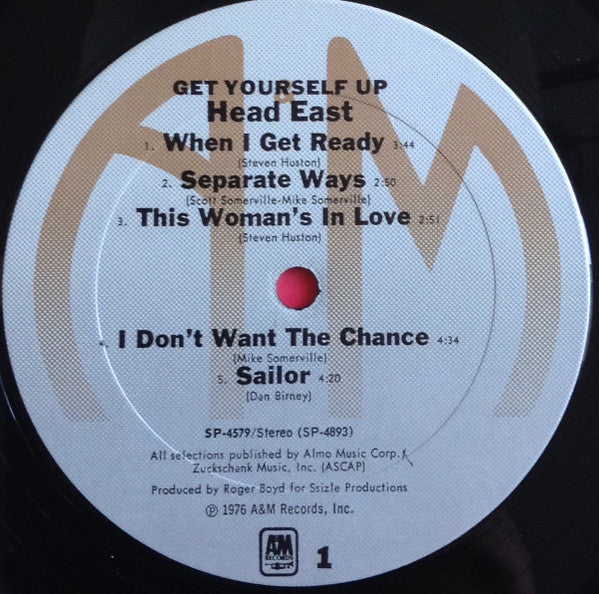 GET YOURSELF UP
Head East
1. When I Get Ready 3:44
(Steven Huston)
2. Separate Ways 2:50
(Scott Somerville-Mike Somerville)
3. This Woman's In Love 2:51
(Steven Huston)
4. I Don't Want The Chance 4:34
(Mike Somerville)
5. Sailor 4:20
(Dan Birney)
SP-4579/Stereo (SP-4893)
All selections published by Almo Music Corp./
Zuckschank Music, Inc. (ASCAP)
Produced by Roger Boyd for Ssizle Productions
℗ 1976 A&M Records, Inc.
A&M
RECORDS
1